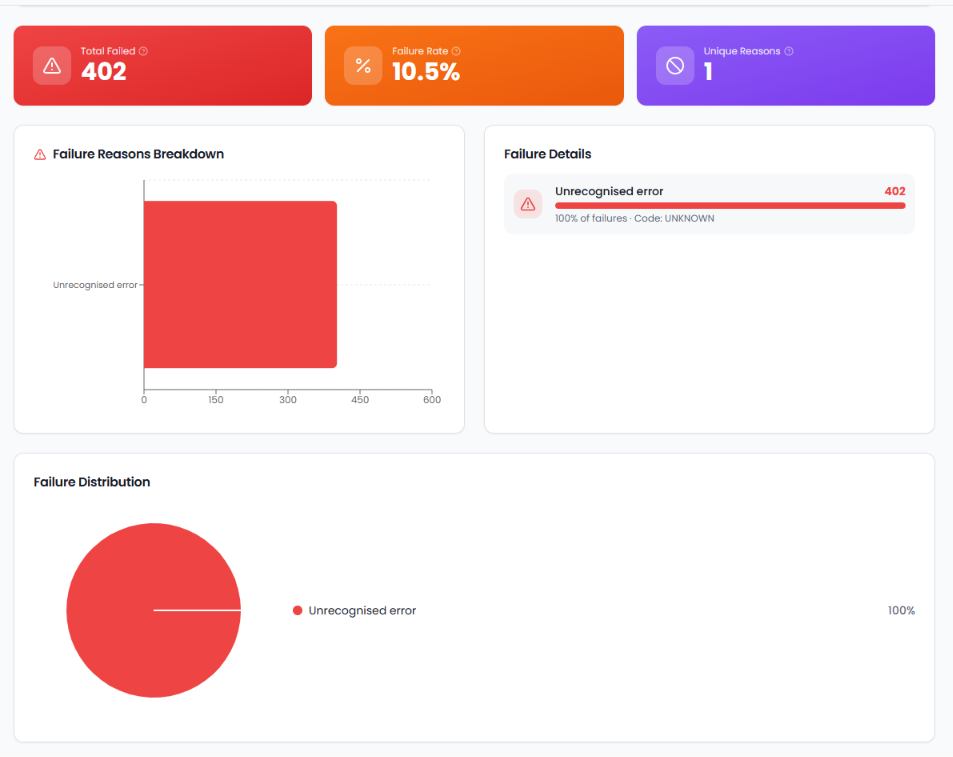 Total Failed
402
Failure Rate
10.5%
Unique Reasons
1
Failure Reasons Breakdown
Unrecognised error
0 150 300 450 600
Failure Details
Unrecognised error 402
100% of failures · Code: UNKNOWN
Failure Distribution
Unrecognised error 100%